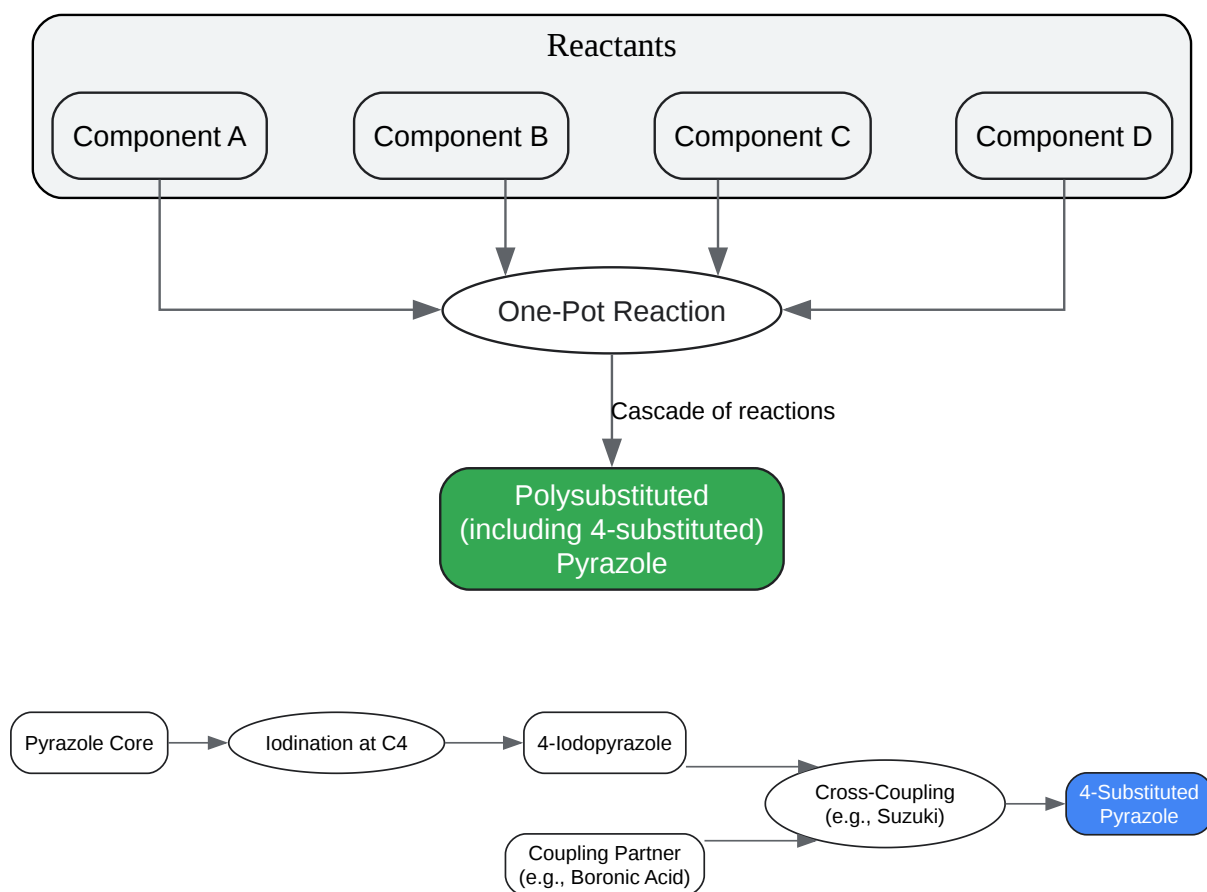 Reactants
Component A
Component B
Component C
Component D
One-Pot Reaction
Cascade of reactions
Polysubstituted
(including 4-substituted)
Pyrazole
Pyrazole Core
Iodination at C4
4-Iodopyrazole
Cross-Coupling
(e.g., Suzuki)
4-Substituted
Pyrazole
Coupling Partner
(e.g., Boronic Acid)